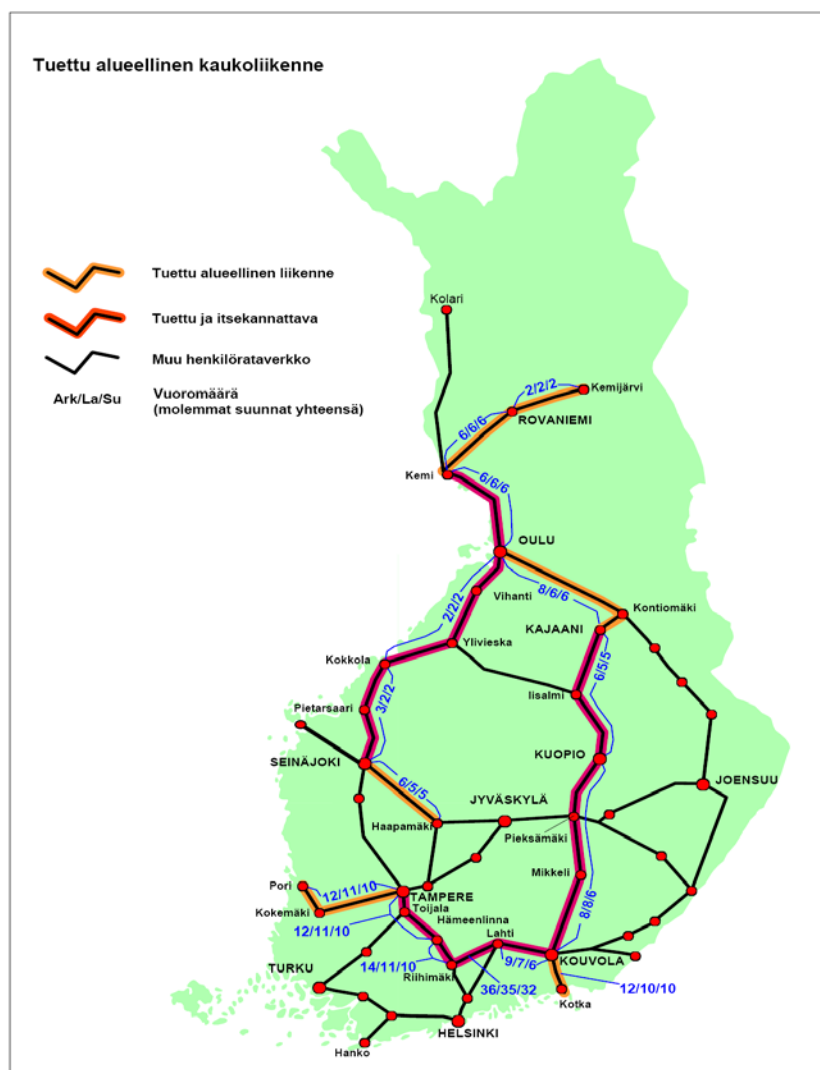 Tuettu alueellinen kaukoliikenne
Tuettu alueellinen liikenne
Tuettu ja itsekannattava
Muu henkilörataverkko
Ark/La/Su
Vuoromäärä
(molemmat suunnat yhteensä)
Kolari
2/2/2
Kemijärvi
ROVANIEMI
6/6/6
Kemi
6/6/6
OULU
8/6/6
Vihanti
Kontiomäki
2/2/2
KAJAANI
Ylivieska
Kokkola
6/5/5
3/2/2
Iisalmi
Pietarsaari
KUOPIO
SEINÄJOKI
6/5/5
JOENSUU
JYVÄSKYLÄ
Haapamäki
Pieksämäki
Mikkeli
Pori
12/11/10
TAMPERE
Kokemäki
Toijala
8/8/6
12/11/10
Hämeenlinna
Lahti
9/7/6
KOUVOLA
14/11/10
TURKU
Riihimäki
36/35/32
12/10/10
Kotka
HELSINKI
Hanko